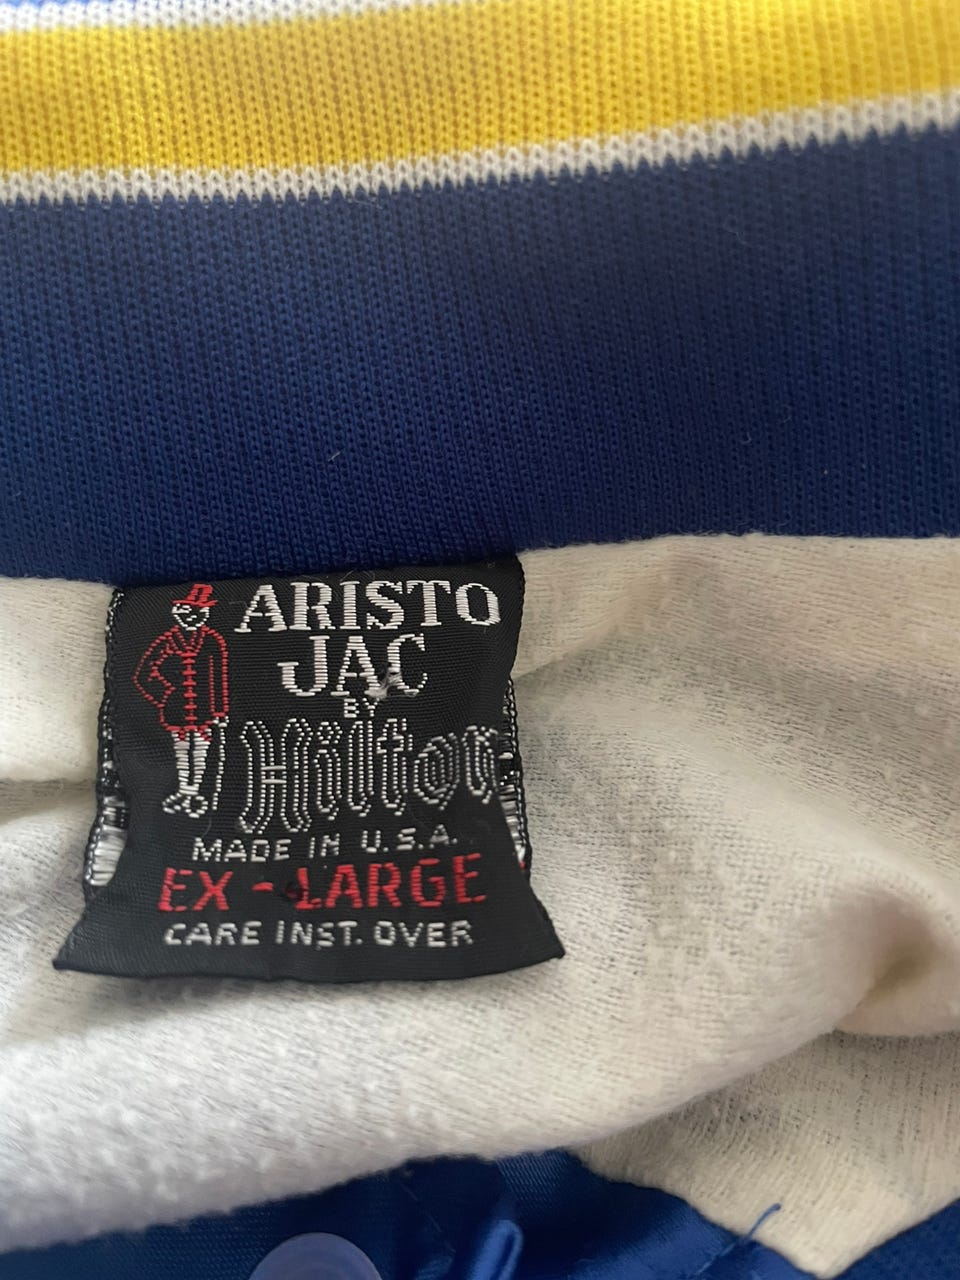 ARISTO
JAC
BY
Hilton
MADE IN U.S.A.
EX-LARGE
CARE INST. OVER